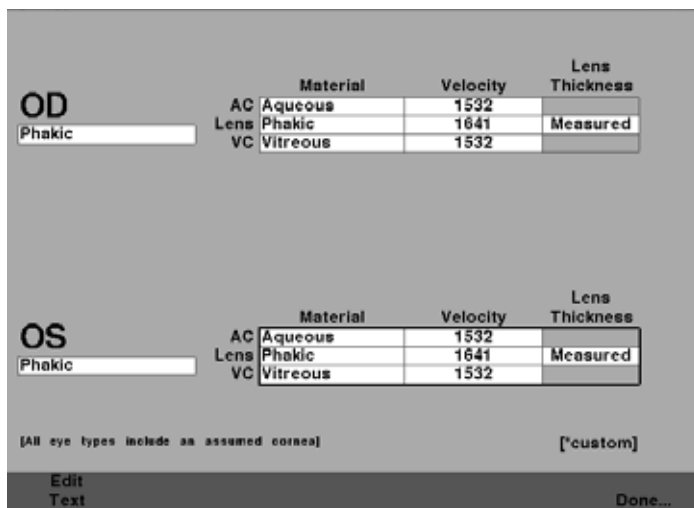 Lens
Material Velocity Thickness
OD
AC Aqueous 1532
Phakic
Lens Phakic 1641 Measured
VC Vitreous 1532
Lens
Material Velocity Thickness
OS
AC Aqueous 1532
Phakic
Lens Phakic 1641 Measured
VC Vitreous 1532
[All eye types include an assumed cornea] [*custom]
Edit
Text Done...